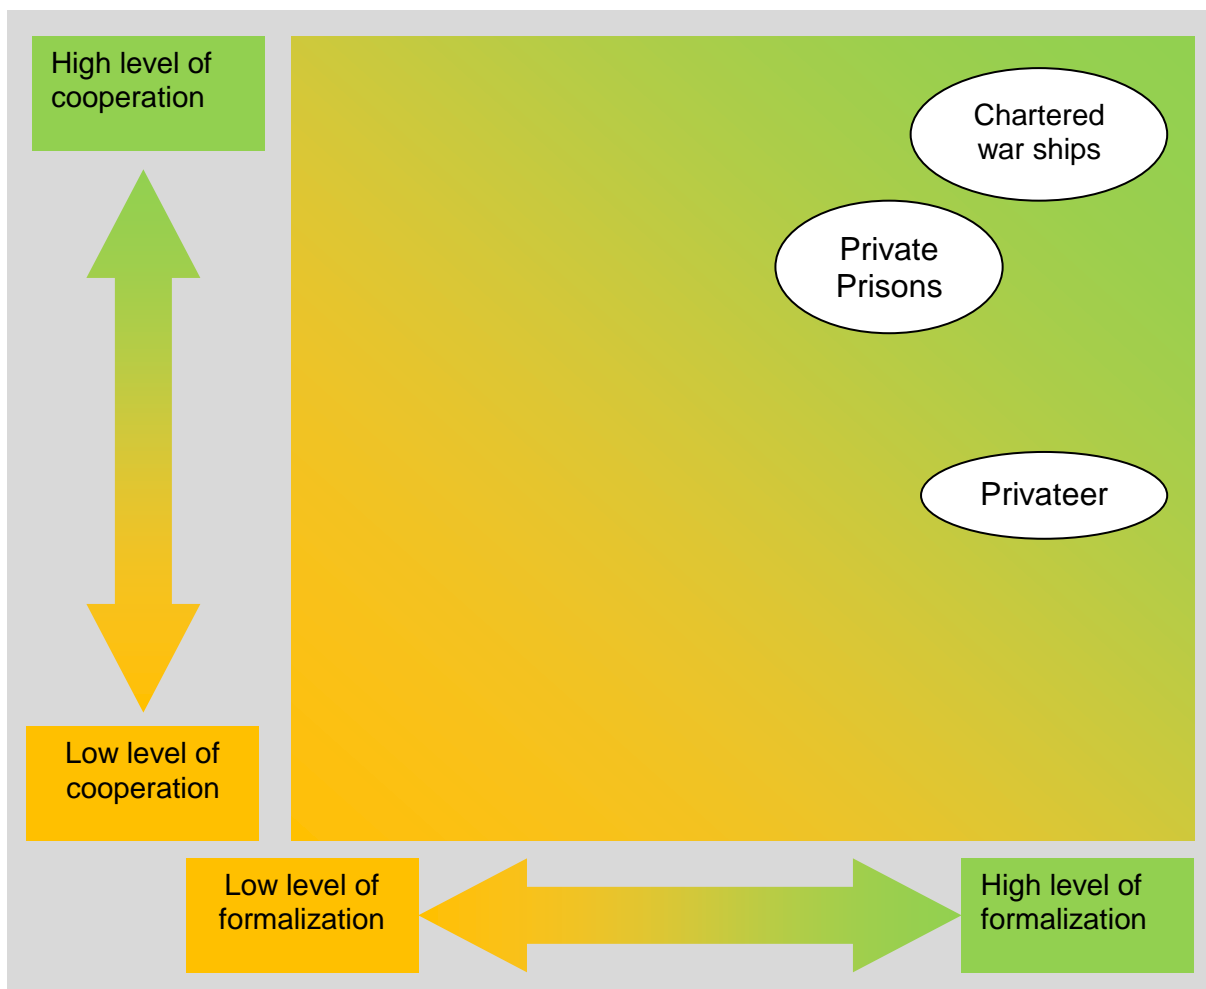 High level of
cooperation
Chartered
war ships
Private
Prisons
Privateer
Low level of
cooperation
Low level of
formalization
High level of
formalization